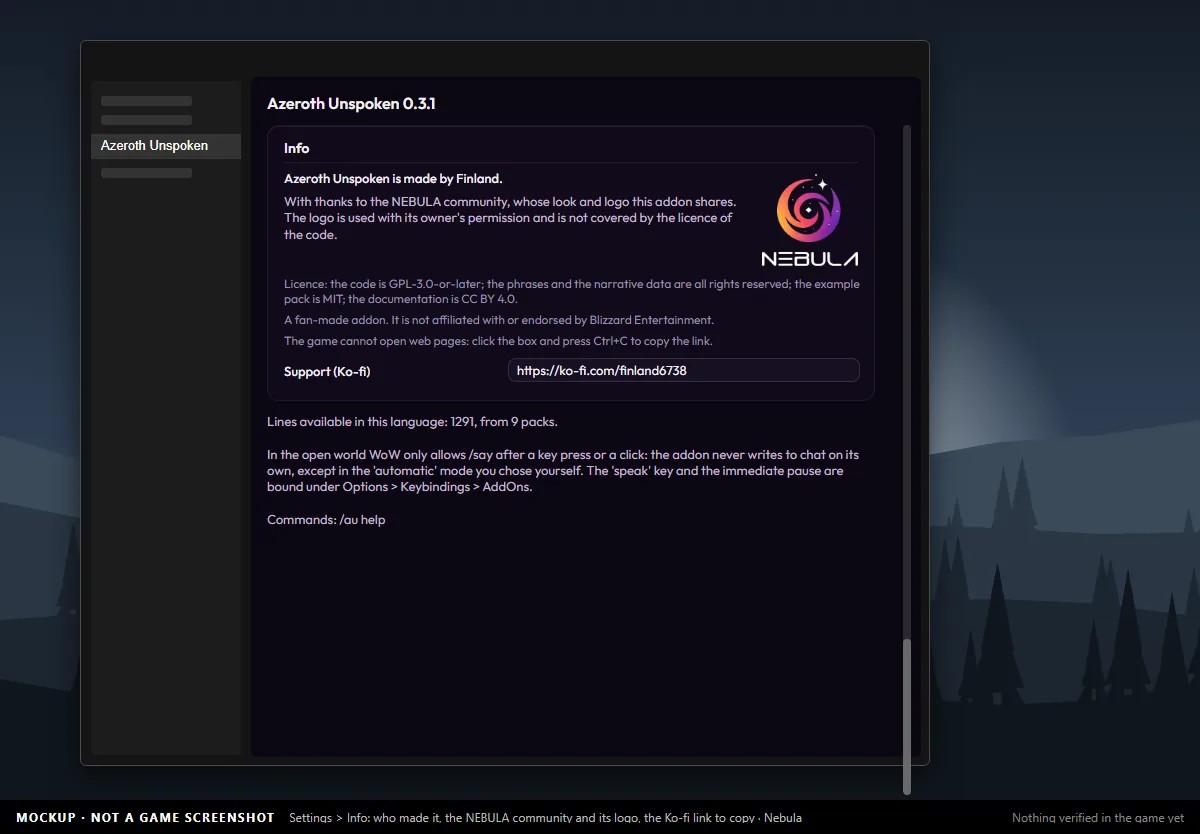 Azeroth Unspoken 0.3.1
Azeroth Unspoken
Info
Azeroth Unspoken is made by Finland.
With thanks to the NEBULA community, whose look and logo this addon shares.
The logo is used with its owner's permission and is not covered by the licence of
the code.
NEBULA
Licence: the code is GPL-3.0-or-later; the phrases and the narrative data are all rights reserved; the example
pack is MIT; the documentation is CC BY 4.0.
A fan-made addon. It is not affiliated with or endorsed by Blizzard Entertainment.
The game cannot open web pages: click the box and press Ctrl+C to copy the link.
Support (Ko-fi)
https://ko-fi.com/finland6738
Lines available in this language: 1291, from 9 packs.
In the open world WoW only allows /say after a key press or a click: the addon never writes to chat on its
own, except in the 'automatic' mode you chose yourself. The 'speak' key and the immediate pause are
bound under Options > Keybindings > AddOns.
Commands: /au help
MOCKUP · NOT A GAME SCREENSHOT
Settings > Info: who made it, the NEBULA community and its logo, the Ko-fi link to copy · Nebula
Nothing verified in the game yet